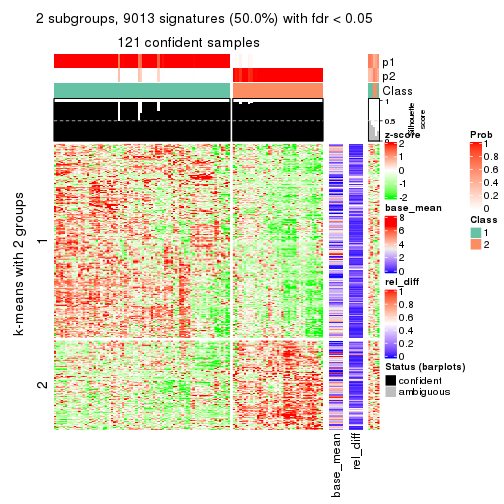 2 subgroups, 9013 signatures (50.0%) with fdr < 0.05
121 confident samples
p1
p2
Class
1
0.5
0
Silhouette
score
k-means with 2 groups
1
2
base_mean
rel_diff
z-score
2
1
0
-1
-2
base_mean
8
6
4
2
0
rel_diff
1
0.8
0.6
0.4
0.2
0
Status (barplots)
confident
ambiguous
Prob
1
0.8
0.6
0.4
0.2
0
Class
1
2